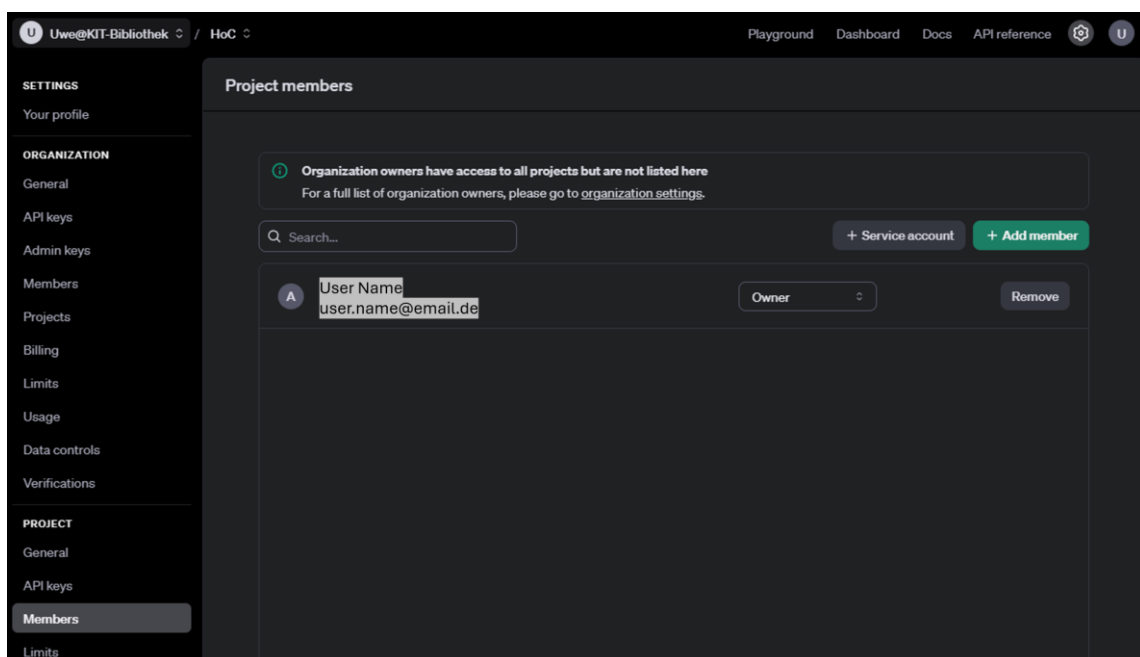 U Uwe@KIT-Bibliothek / HoC Playground Dashboard Docs API reference U
SETTINGS
Your profile
ORGANIZATION
General
API keys
Admin keys
Members
Projects
Billing
Limits
Usage
Data controls
Verifications
PROJECT
General
API keys
Members
Limits
Project members
Organization owners have access to all projects but are not listed here
For a full list of organization owners, please go to organization settings.
Search...
+ Service account
+ Add member
A
User Name
user.name@email.de
Owner
Remove